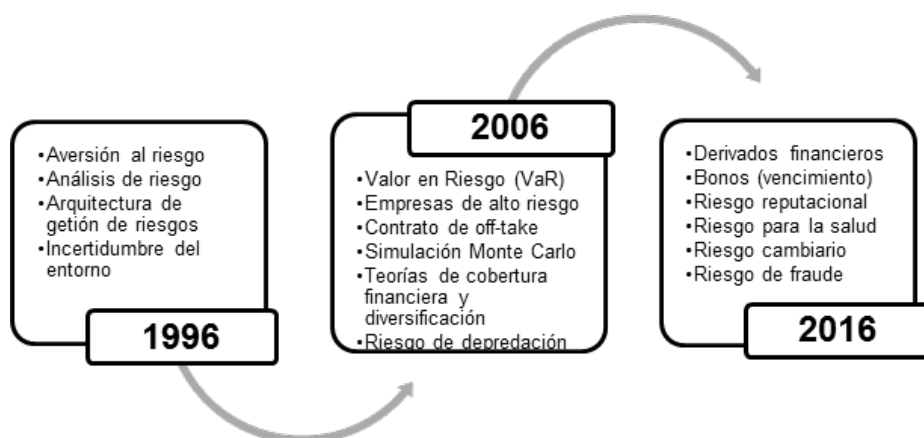 •Aversión al riesgo
•Análisis de riesgo
•Arquitectura de
getión de riesgos
•Incertidumbre del
entorno
1996
2006
•Valor en Riesgo (VaR)
•Empresas de alto riesgo
•Contrato de off-take
•Simulación Monte Carlo
•Teorías de cobertura
financiera y
diversificación
•Riesgo de depredación
•Derivados financieros
•Bonos (vencimiento)
•Riesgo reputacional
•Riesgo para la salud
•Riesgo cambiario
•Riesgo de fraude
2016